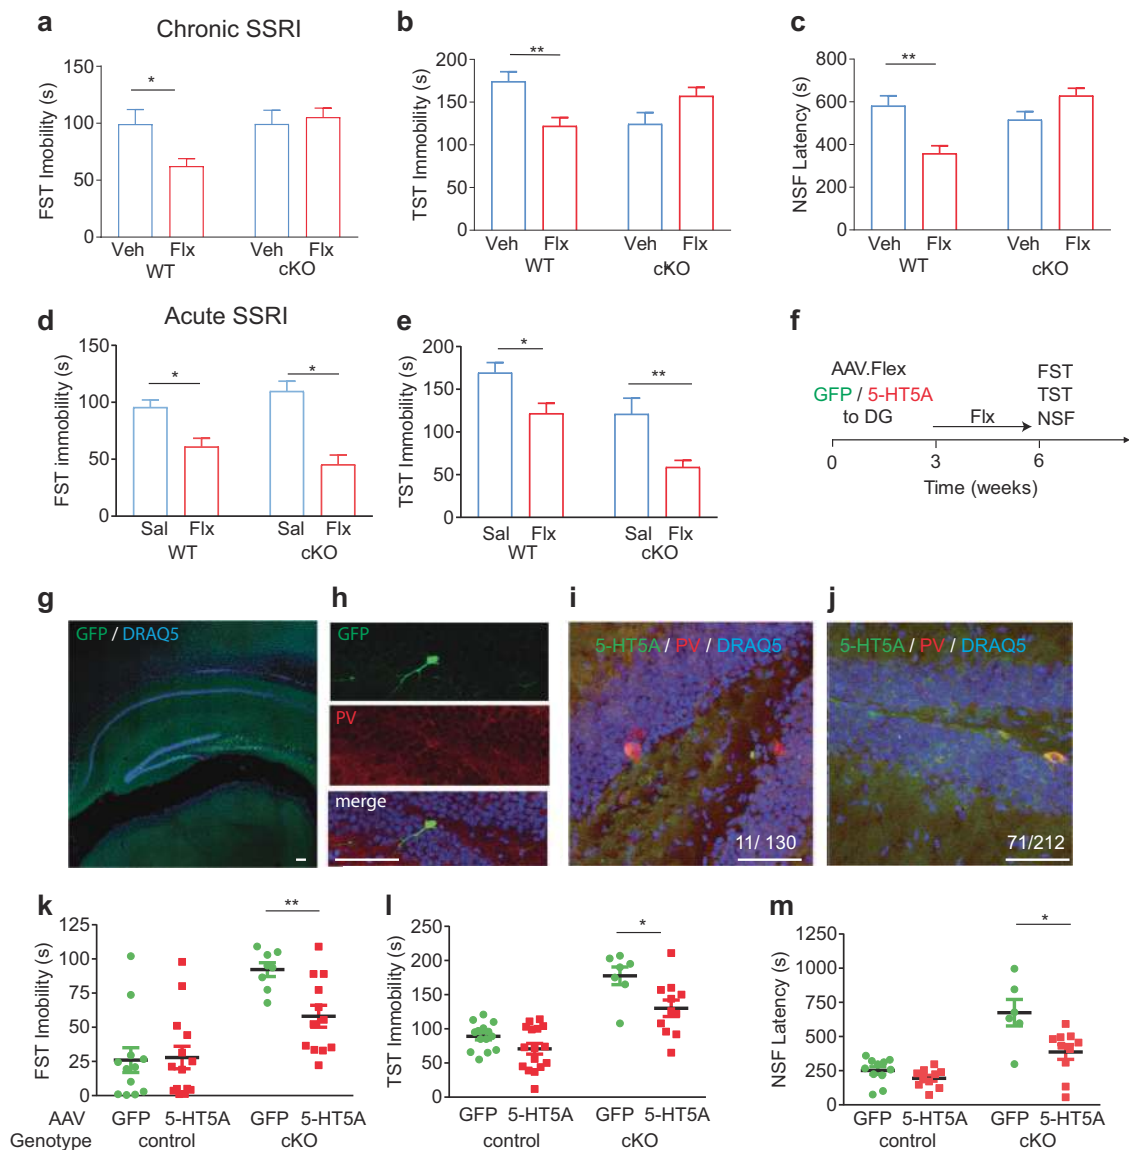 a
Chronic SSRI
FST Imobility (s)
150
100
50
0
*
Veh Flx Veh Flx
WT cKO
b
TST Immobility (s)
200
150
100
50
0
**
Veh Flx Veh Flx
WT cKO
c
NSF Latency (s)
800
600
400
200
0
**
Veh Flx Veh Flx
WT cKO
d
Acute SSRI
FST immobility (s)
150
100
50
0
* *
Sal Flx Sal Flx
WT cKO
e
TST Immobility (s)
200
150
100
50
0
* **
Sal Flx Sal Flx
WT cKO
f
AAV.Flex
GFP / 5-HT5A
to DG
Flx
FST
TST
NSF
0 3 6
Time (weeks)
g
GFP / DRAQ5
h
GFP
PV
merge
i
5-HT5A / PV / DRAQ5
11/ 130
j
5-HT5A / PV / DRAQ5
71/212
k
FST Imobility (s)
125
100
75
50
25
0
**
AAV GFP 5-HT5A GFP 5-HT5A
Genotype control cKO
l
TST Immobility (s)
250
200
150
100
50
0
*
GFP 5-HT5A GFP 5-HT5A
control cKO
m
NSF Latency (s)
1250
1000
750
500
250
0
*
GFP 5-HT5A GFP 5-HT5A
control cKO